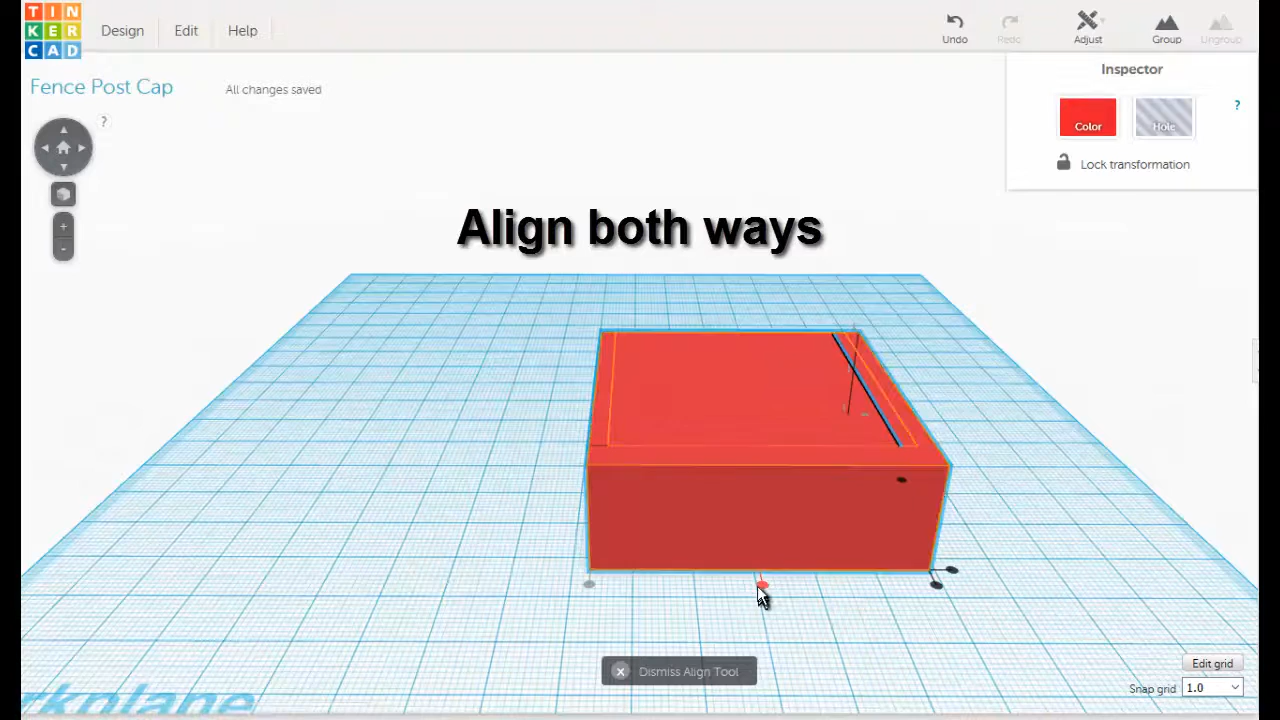 TIN
KER
CAD
Design Edit Help
Undo Redo Adjust Group Ungroup
Fence Post Cap All changes saved
Inspector
?
?
Color Hole
Lock transformation
Align both ways
+
-
Dismiss Align Tool
Edit grid
Snap grid 1.0